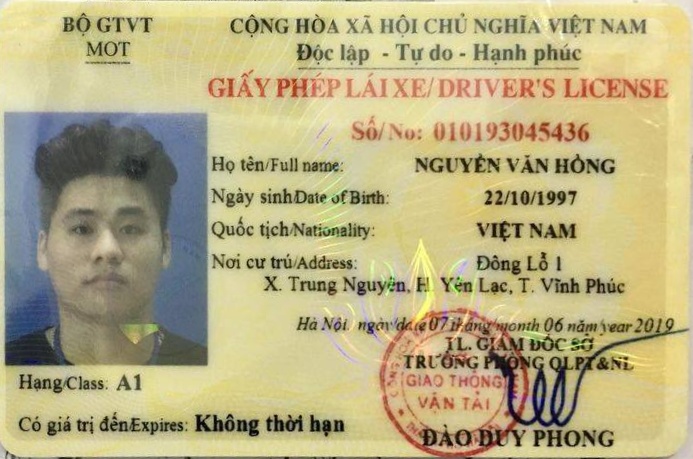 BỘ GTVT
MOT
CỘNG HÒA XÃ HỘI CHỦ NGHĨA VIỆT NAM
Độc lập - Tự do - Hạnh phúc
GIẤY PHÉP LÁI XE/ DRIVER'S LICENSE
Số/No: 010193045436
Họ tên/Full name: NGUYỄN VĂN HỒNG
Ngày sinh/Date of Birth: 22/10/1997
Quốc tịch/Nationality: VIỆT NAM
Nơi cư trú/Address: Đông Lỗ 1
X. Trung Nguyên, H. Yên Lạc, T. Vĩnh Phúc
Hà Nội, ngày/date 07 tháng/month 06 năm/year 2019
TL. GIÁM ĐỐC SỞ
TRƯỞNG PHÒNG QLPT&NL
Hạng/Class: A1
GIAO THÔNG
VẬN TẢI
Có giá trị đến/Expires: Không thời hạn
ĐÀO DUY PHONG